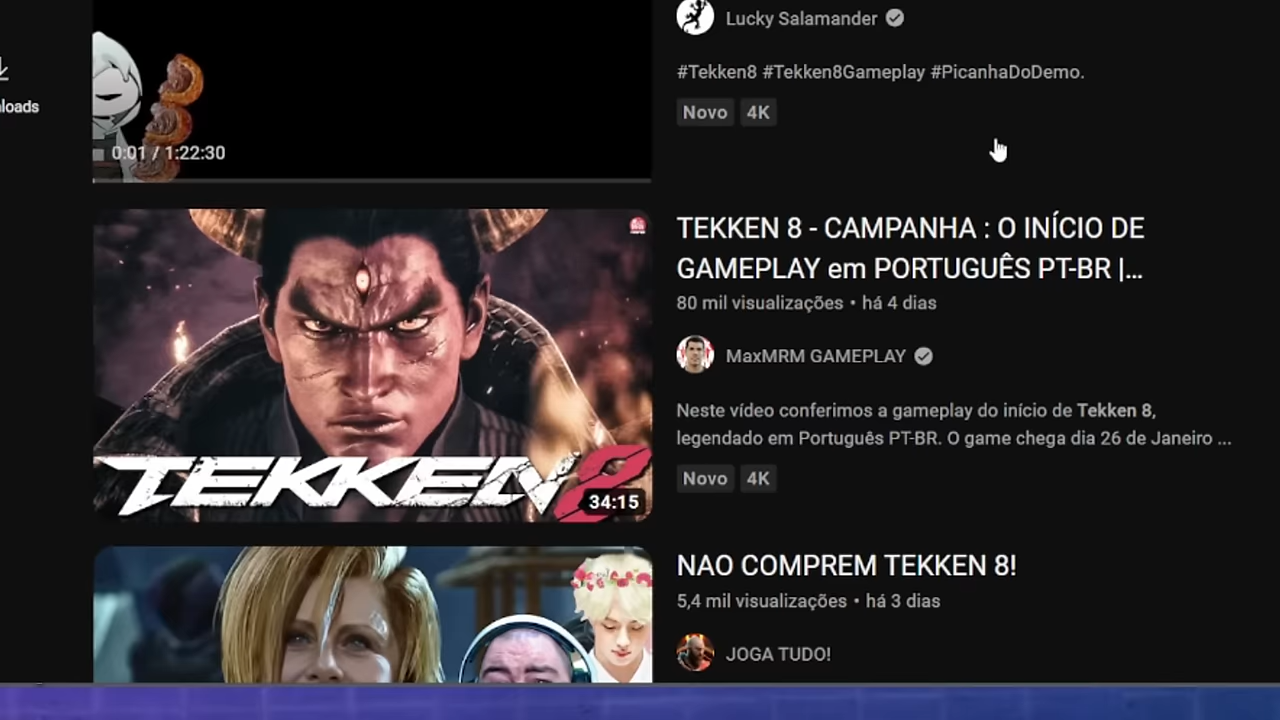 Lucky Salamander
#Tekken8 #Tekken8Gameplay #PicanhaDoDemo.
Novo 4K
loads
0:01 / 1:22:30
TEKKEN 8 - CAMPANHA : O INÍCIO DE
GAMEPLAY em PORTUGUÊS PT-BR |...
80 mil visualizações • há 4 dias
MaxMRM GAMEPLAY
Neste vídeo conferimos a gameplay do início de Tekken 8,
legendado em Português PT-BR. O game chega dia 26 de Janeiro ...
Novo 4K
TEKKEN 8
34:15
NAO COMPREM TEKKEN 8!
5,4 mil visualizações • há 3 dias
JOGA TUDO!